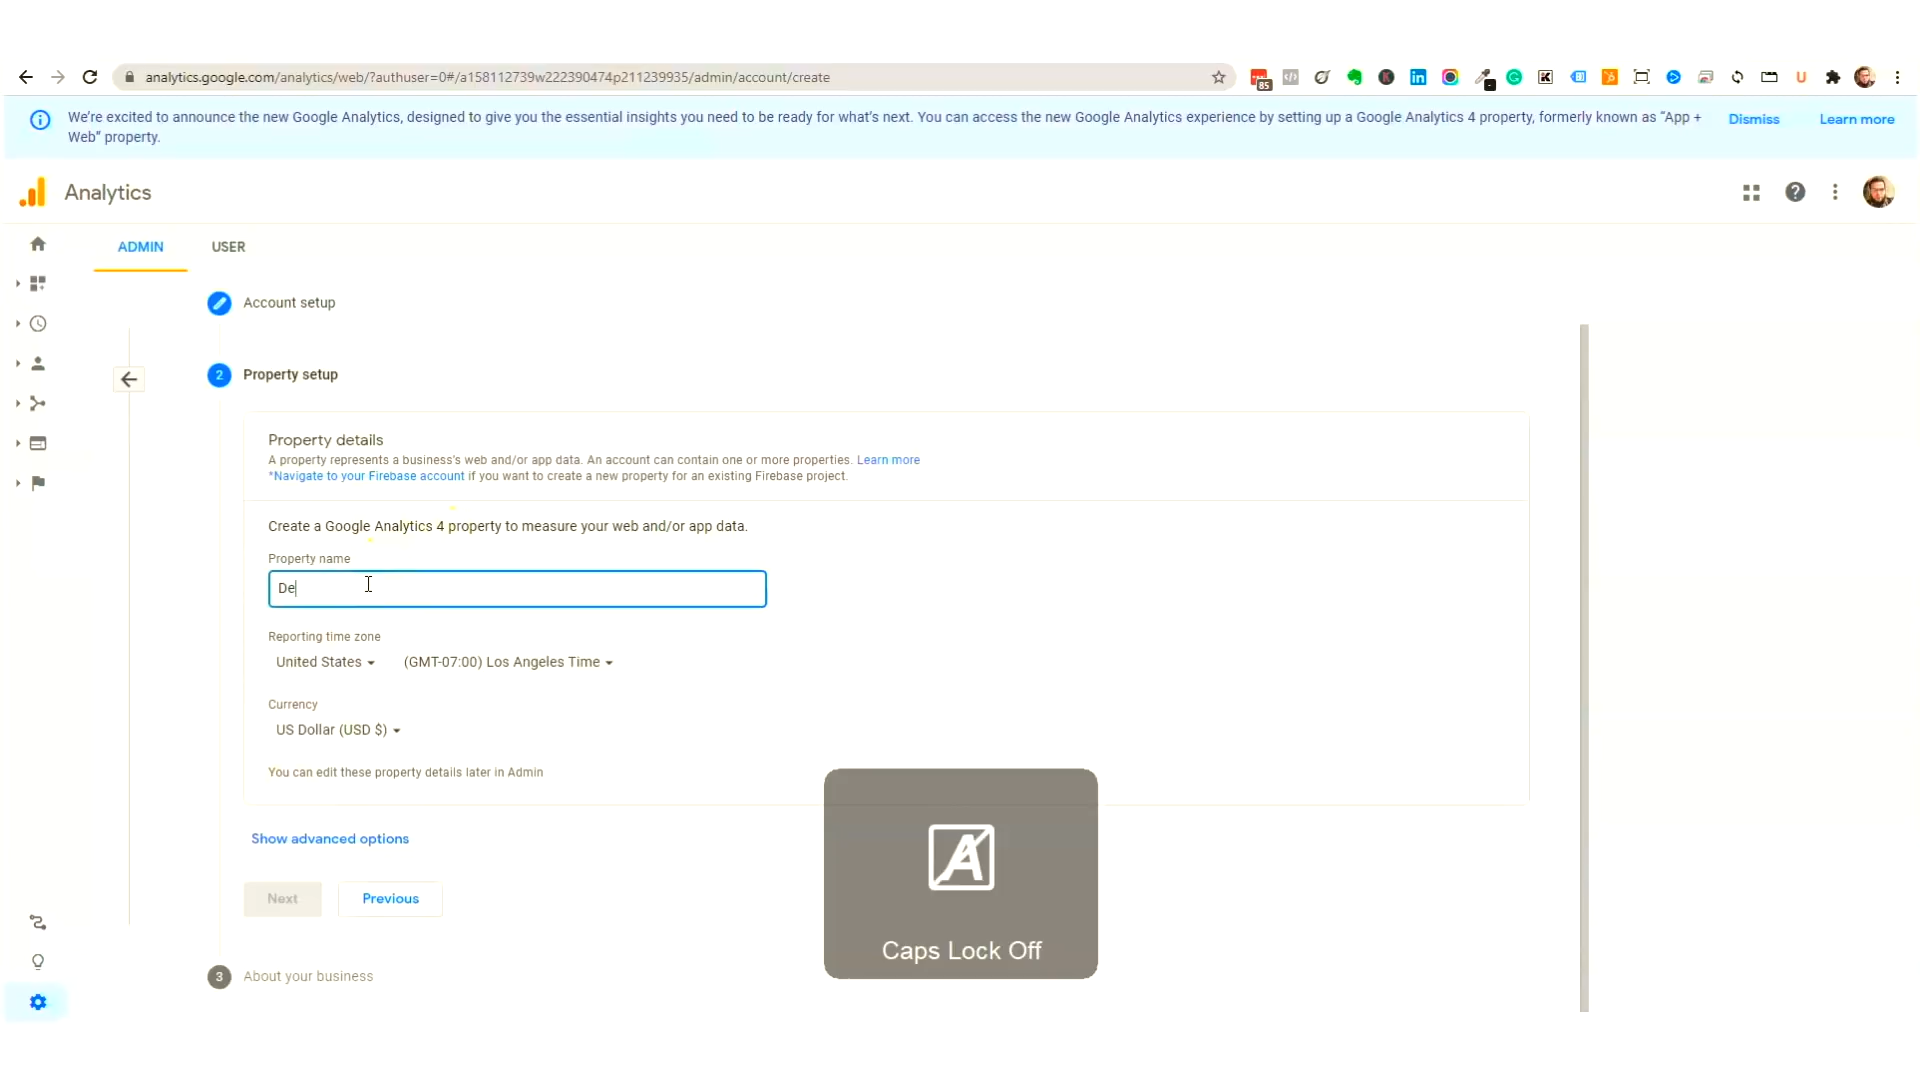 analytics.google.com/analytics/web/?authuser=0#/a158112739w222390474p211239935/admin/account/create
85
We're excited to announce the new Google Analytics, designed to give you the essential insights you need to be ready for what's next. You can access the new Google Analytics experience by setting up a Google Analytics 4 property, formerly known as “App +
Web” property.
Dismiss
Learn more
Analytics
ADMIN
USER
Account setup
2
Property setup
Property details
A property represents a business's web and/or app data. An account can contain one or more properties. Learn more
*Navigate to your Firebase account if you want to create a new property for an existing Firebase project.
Create a Google Analytics 4 property to measure your web and/or app data.
Property name
De
Reporting time zone
United States
(GMT-07:00) Los Angeles Time
Currency
US Dollar (USD $)
You can edit these property details later in Admin
Show advanced options
Next
Previous
A
Caps Lock Off
3
About your business